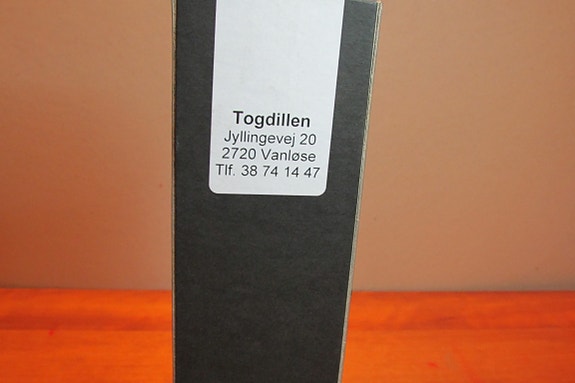 Togdillen
Jyllingevej 20
2720 Vanløse
Tlf. 38 74 14 47